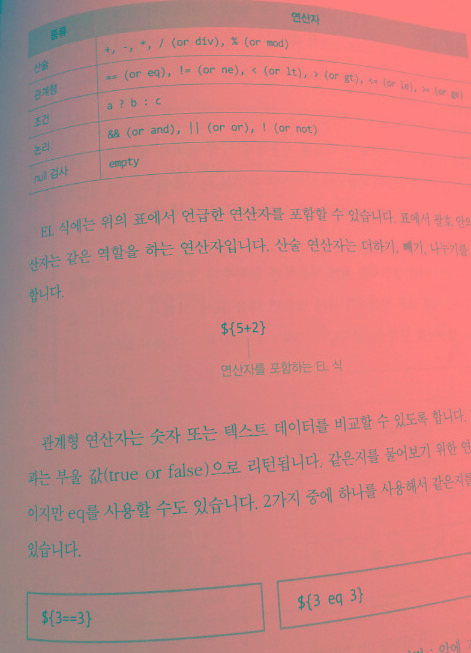 종류 연산자
산술 +, -, *, / (or div), % (or mod)
관계형 == (or eq), != (or ne), < (or lt), > (or gt), <= (or le), >= (or ge)
조건 a ? b : c
논리 && (or and), || (or or), ! (or not)
null 검사 empty
EL 식에는 위의 표에서 언급한 연산자를 포함할 수 있습니다. 표에서 괄호 안의
산자는 같은 역할을 하는 연산자입니다. 산술 연산자는 더하기, 빼기, 나누기를
합니다.
${5+2}
연산자를 포함하는 EL 식
관계형 연산자는 숫자 또는 텍스트 데이터를 비교할 수 있도록 합니다.
과는 부울 값(true or false)으로 리턴됩니다. 같은지를 물어보기 위한 연
이지만 eq를 사용할 수도 있습니다. 2가지 중에 하나를 사용해서 같은지를
있습니다.
${3==3} ${3 eq 3}